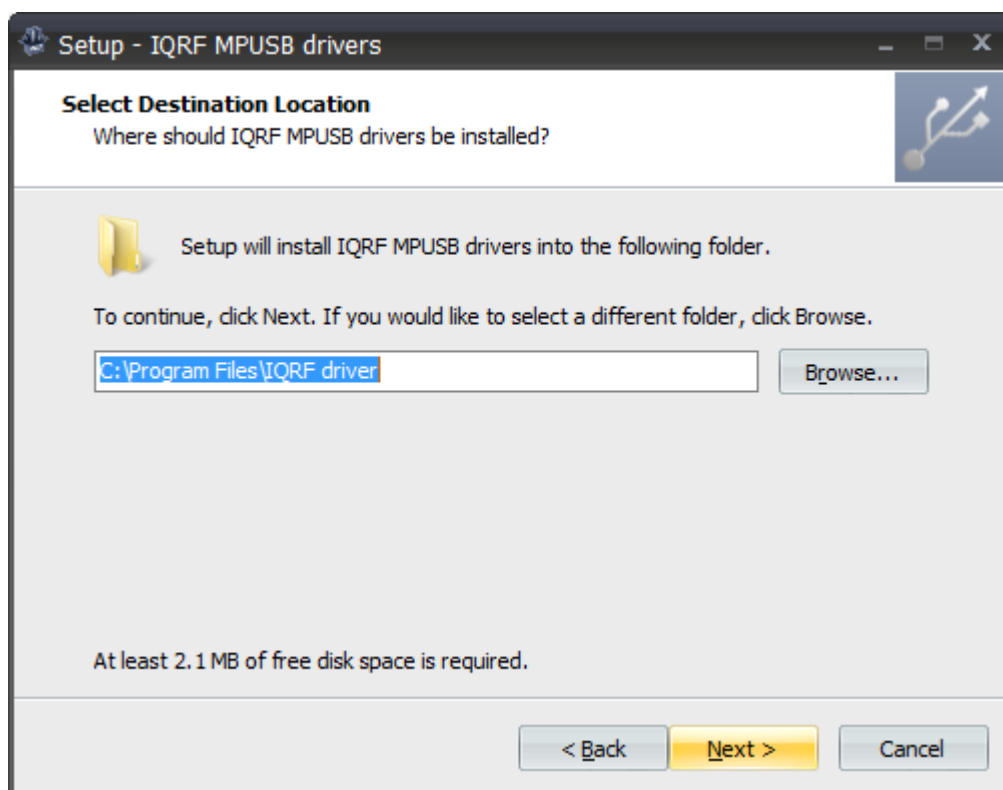 Setup - IQRF MPUSB drivers
Select Destination Location
Where should IQRF MPUSB drivers be installed?
Setup will install IQRF MPUSB drivers into the following folder.
To continue, click Next. If you would like to select a different folder, click Browse.
C:\Program Files\IQRF driver
Browse...
At least 2.1 MB of free disk space is required.
< Back
Next >
Cancel